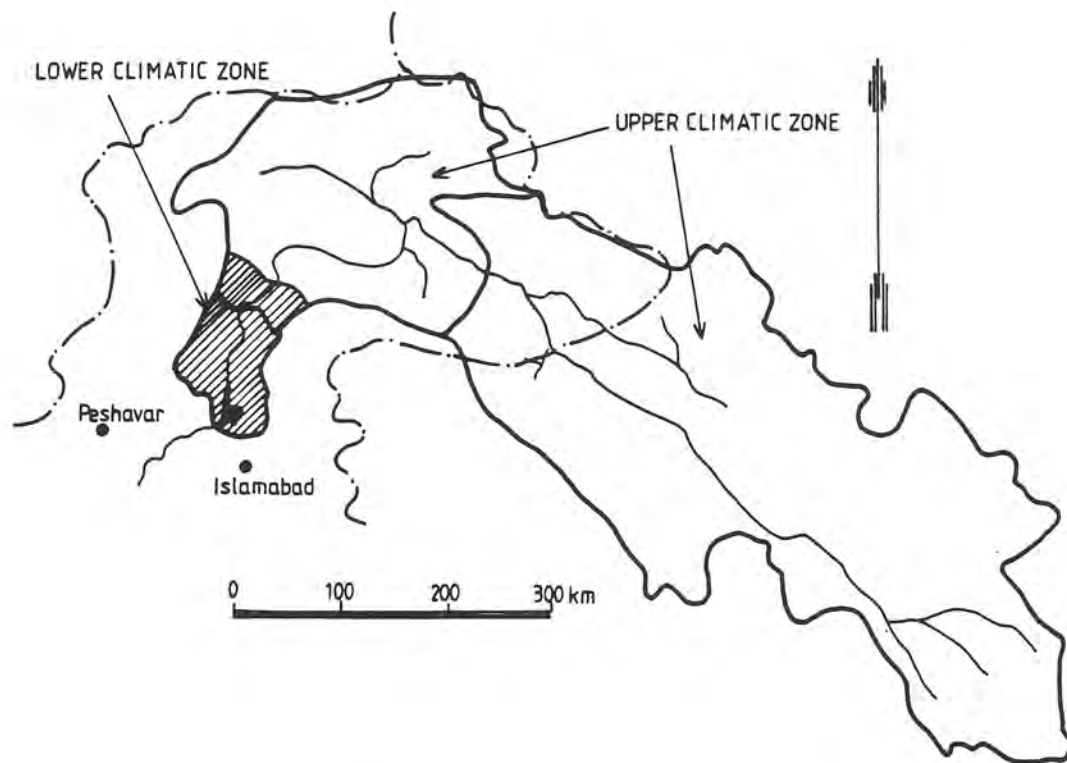 LOWER CLIMATIC ZONE
UPPER CLIMATIC ZONE
Peshavar
Islamabad
0 100 200 300 km